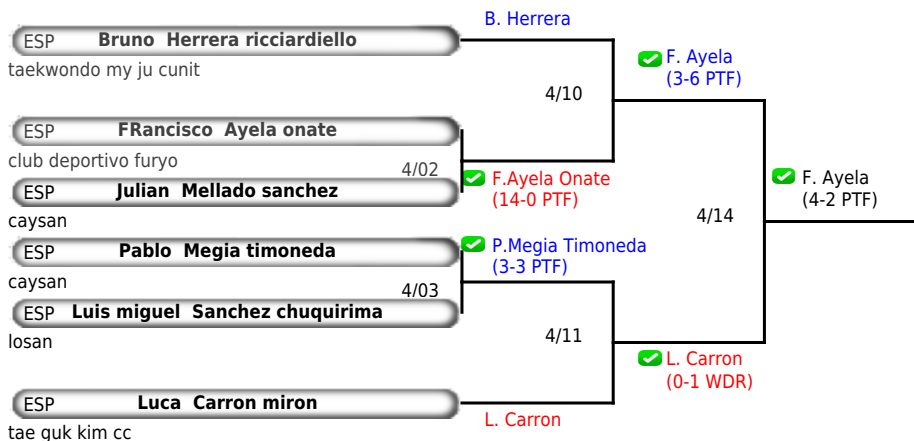 B. Herrera
ESP Bruno Herrera ricciardiello
taekwondo my ju cunit
F. Ayela
(3-6 PTF)
4/10
ESP FRancisco Ayela onate
club deportivo furyo
4/02
F.Ayela Onate
(14-0 PTF)
ESP Julian Mellado sanchez
caysan
F. Ayela
(4-2 PTF)
4/14
ESP Pablo Megia timoneda
caysan
P.Megia Timoneda
(3-3 PTF)
4/03
ESP Luis miguel Sanchez chuquirima
losan
4/11
L. Carron
(0-1 WDR)
ESP Luca Carron miron
tae guk kim cc
L. Carron